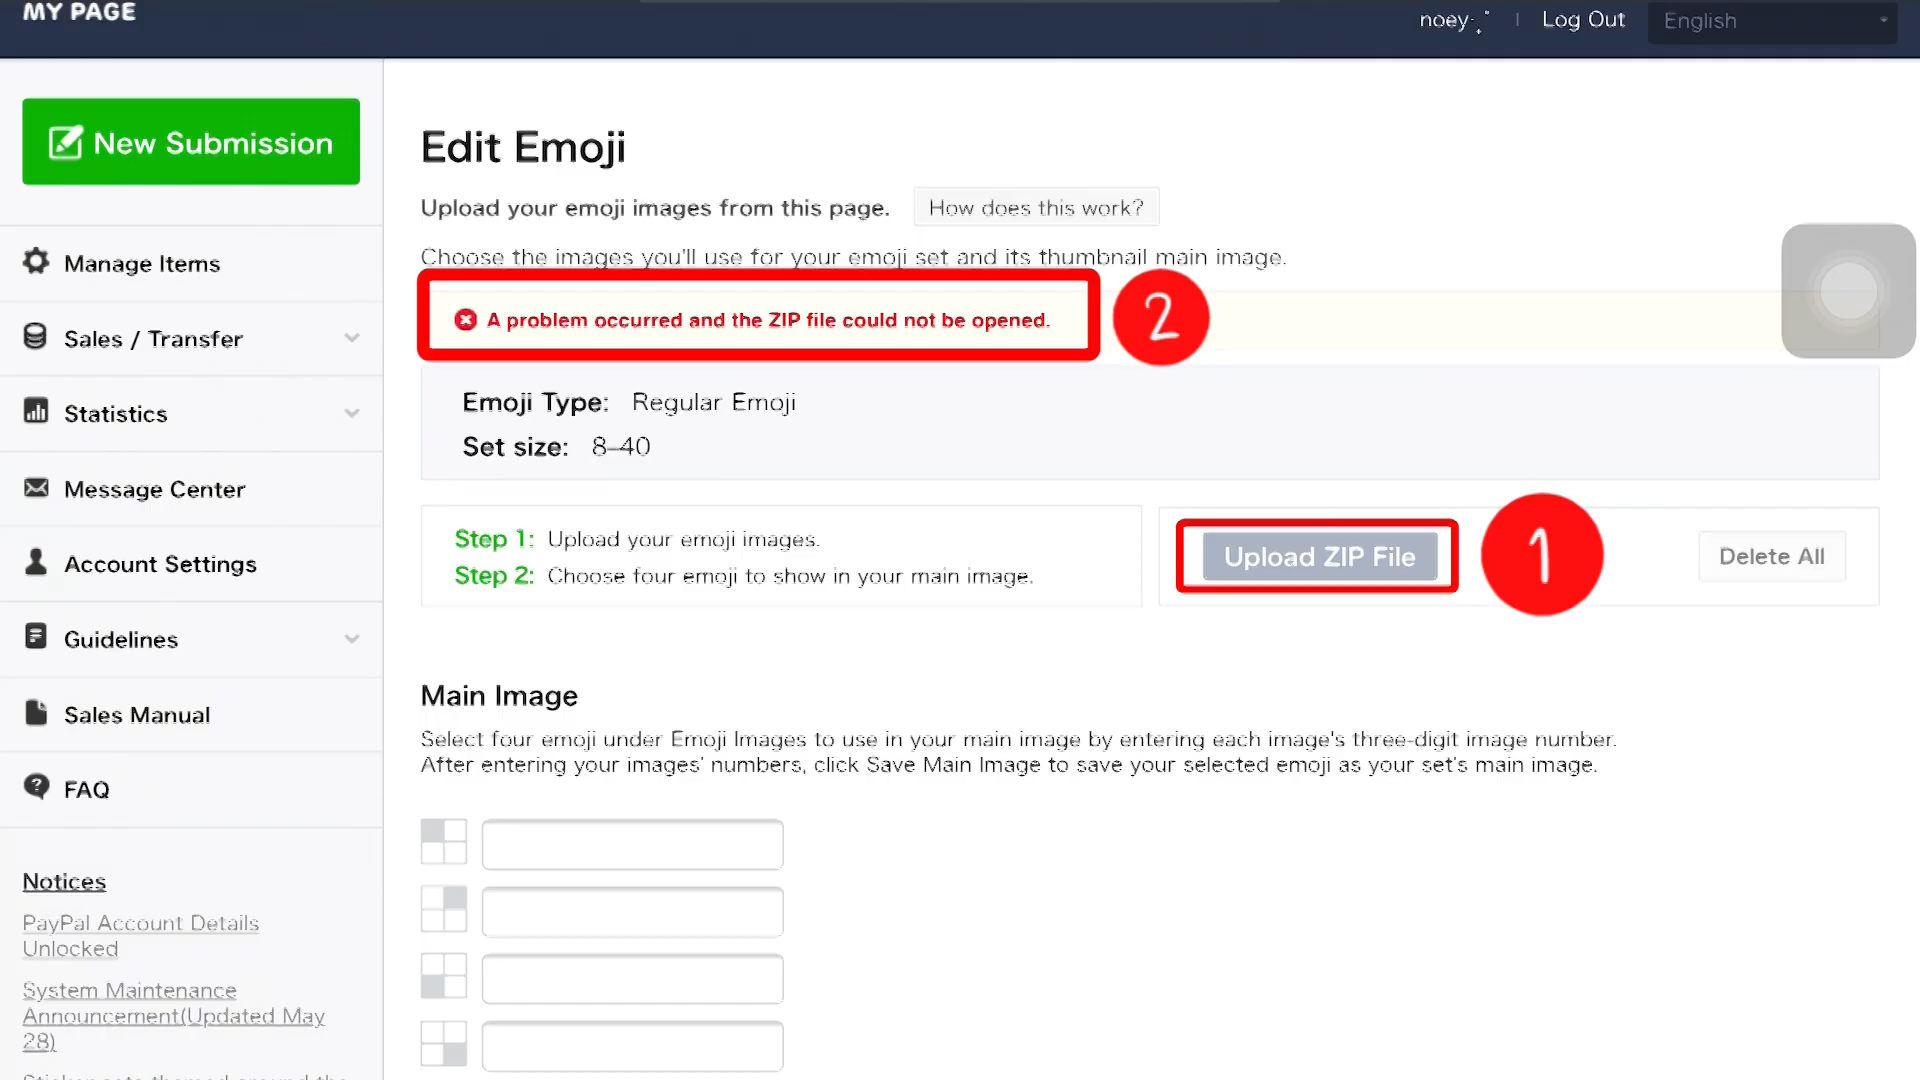 MY PAGE
noey
Log Out
English
New Submission
Manage Items
Sales / Transfer
Statistics
Message Center
Account Settings
Guidelines
Sales Manual
FAQ
Notices
PayPal Account Details
Unlocked
System Maintenance
Announcement(Updated May
28)
Edit Emoji
Upload your emoji images from this page.
How does this work?
Choose the images you'll use for your emoji set and its thumbnail main image.
A problem occurred and the ZIP file could not be opened.
2
Emoji Type: Regular Emoji
Set size: 8–40
Step 1: Upload your emoji images.
Step 2: Choose four emoji to show in your main image.
Upload ZIP File
1
Delete All
Main Image
Select four emoji under Emoji Images to use in your main image by entering each image's three-digit image number.
After entering your images' numbers, click Save Main Image to save your selected emoji as your set's main image.